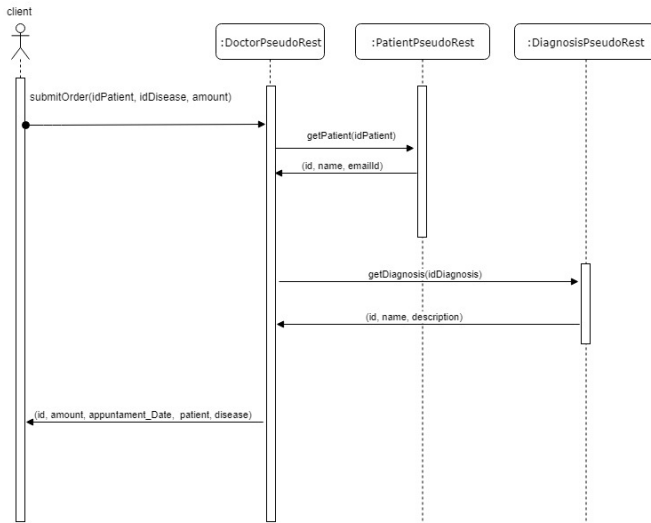 client
:DoctorPseudoRest
:PatientPseudoRest
:DiagnosisPseudoRest
submitOrder(idPatient, idDisease, amount)
getPatient(idPatient)
(id, name, emailId)
getDiagnosis(idDiagnosis)
(id, name, description)
(id, amount, appuntament_Date, patient, disease)